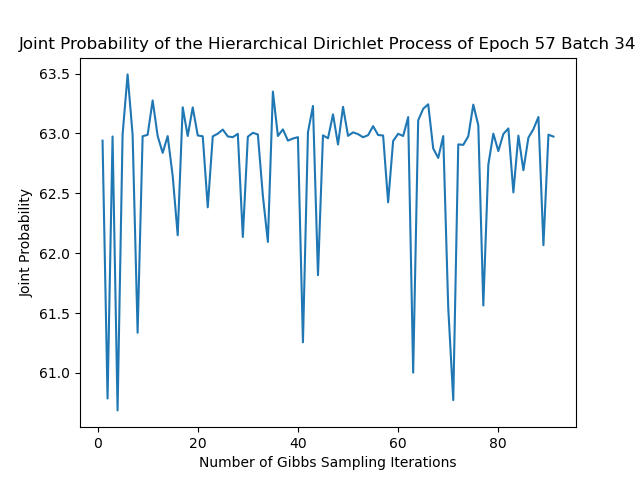 Joint Probability of the Hierarchical Dirichlet Process of Epoch 57 Batch 34
63.5
63.0
62.5
62.0
61.5
61.0
Joint Probability
0 20 40 60 80
Number of Gibbs Sampling Iterations